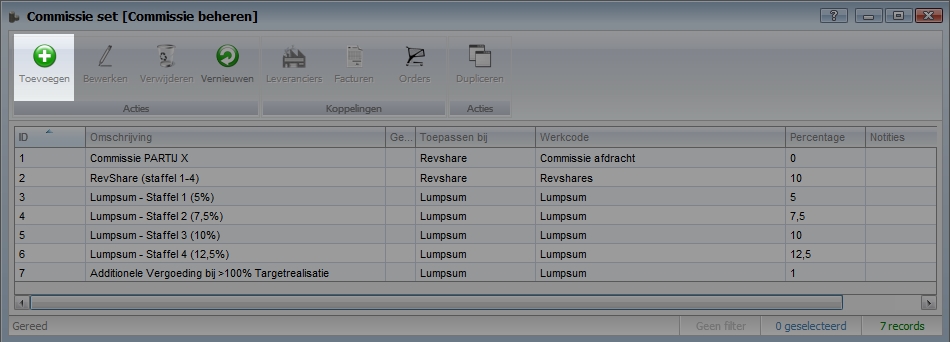 Commissie set [Commissie beheren]
Toevoegen Bewerken Verwijderen Vernieuwen Leveranciers Facturen Orders Dupliceren
Acties Koppelingen Acties
ID Omschrijving Ge... Toepassen bij Werkcode Percentage Notities
1 Commissie PARTIJ X Revshare Commissie afdracht 0
2 RevShare (staffel 1-4) Revshare Revshares 10
3 Lumpsum - Staffel 1 (5%) Lumpsum Lumpsum 5
4 Lumpsum - Staffel 2 (7,5%) Lumpsum Lumpsum 7,5
5 Lumpsum - Staffel 3 (10%) Lumpsum Lumpsum 10
6 Lumpsum - Staffel 4 (12,5%) Lumpsum Lumpsum 12,5
7 Additionele Vergoeding bij >100% Targetrealisatie Lumpsum Lumpsum 1
Gereed Geen filter 0 geselecteerd 7 records